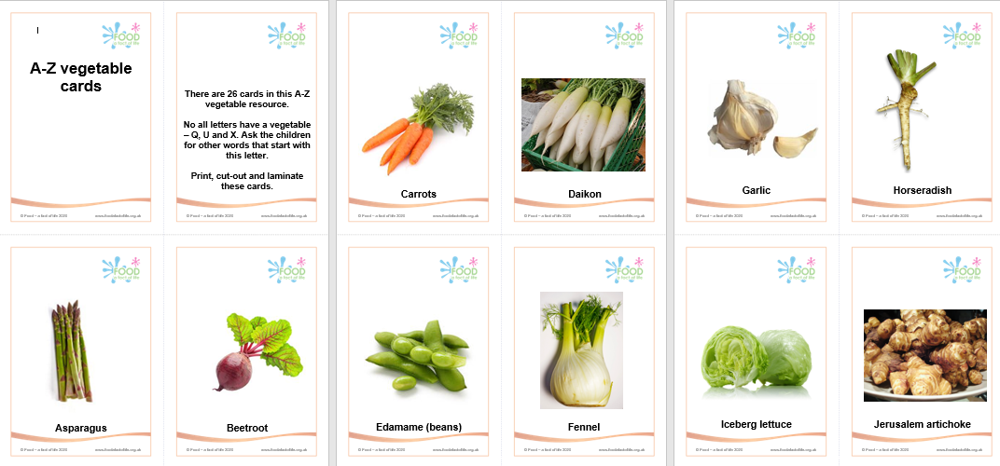 I
FOOD
a fact of life
A-Z vegetable
cards
© Food – a fact of life 2020 www.foodafactoflife.org.uk
FOOD
a fact of life
There are 26 cards in this A-Z
vegetable resource.
No all letters have a vegetable
– Q, U and X. Ask the children
for other words that start with
this letter.
Print, cut-out and laminate
these cards.
© Food – a fact of life 2020 www.foodafactoflife.org.uk
FOOD
a fact of life
Carrots
© Food – a fact of life 2020 www.foodafactoflife.org.uk
FOOD
a fact of life
Daikon
© Food – a fact of life 2020 www.foodafactoflife.org.uk
FOOD
a fact of life
Garlic
© Food – a fact of life 2020 www.foodafactoflife.org.uk
FOOD
a fact of life
Horseradish
© Food – a fact of life 2020 www.foodafactoflife.org.uk
FOOD
a fact of life
Asparagus
© Food – a fact of life 2020 www.foodafactoflife.org.uk
FOOD
a fact of life
Beetroot
© Food – a fact of life 2020 www.foodafactoflife.org.uk
FOOD
a fact of life
Edamame (beans)
© Food – a fact of life 2020 www.foodafactoflife.org.uk
FOOD
a fact of life
Fennel
© Food – a fact of life 2020 www.foodafactoflife.org.uk
FOOD
a fact of life
Iceberg lettuce
© Food – a fact of life 2020 www.foodafactoflife.org.uk
FOOD
a fact of life
Jerusalem artichoke
© Food – a fact of life 2020 www.foodafactoflife.org.uk